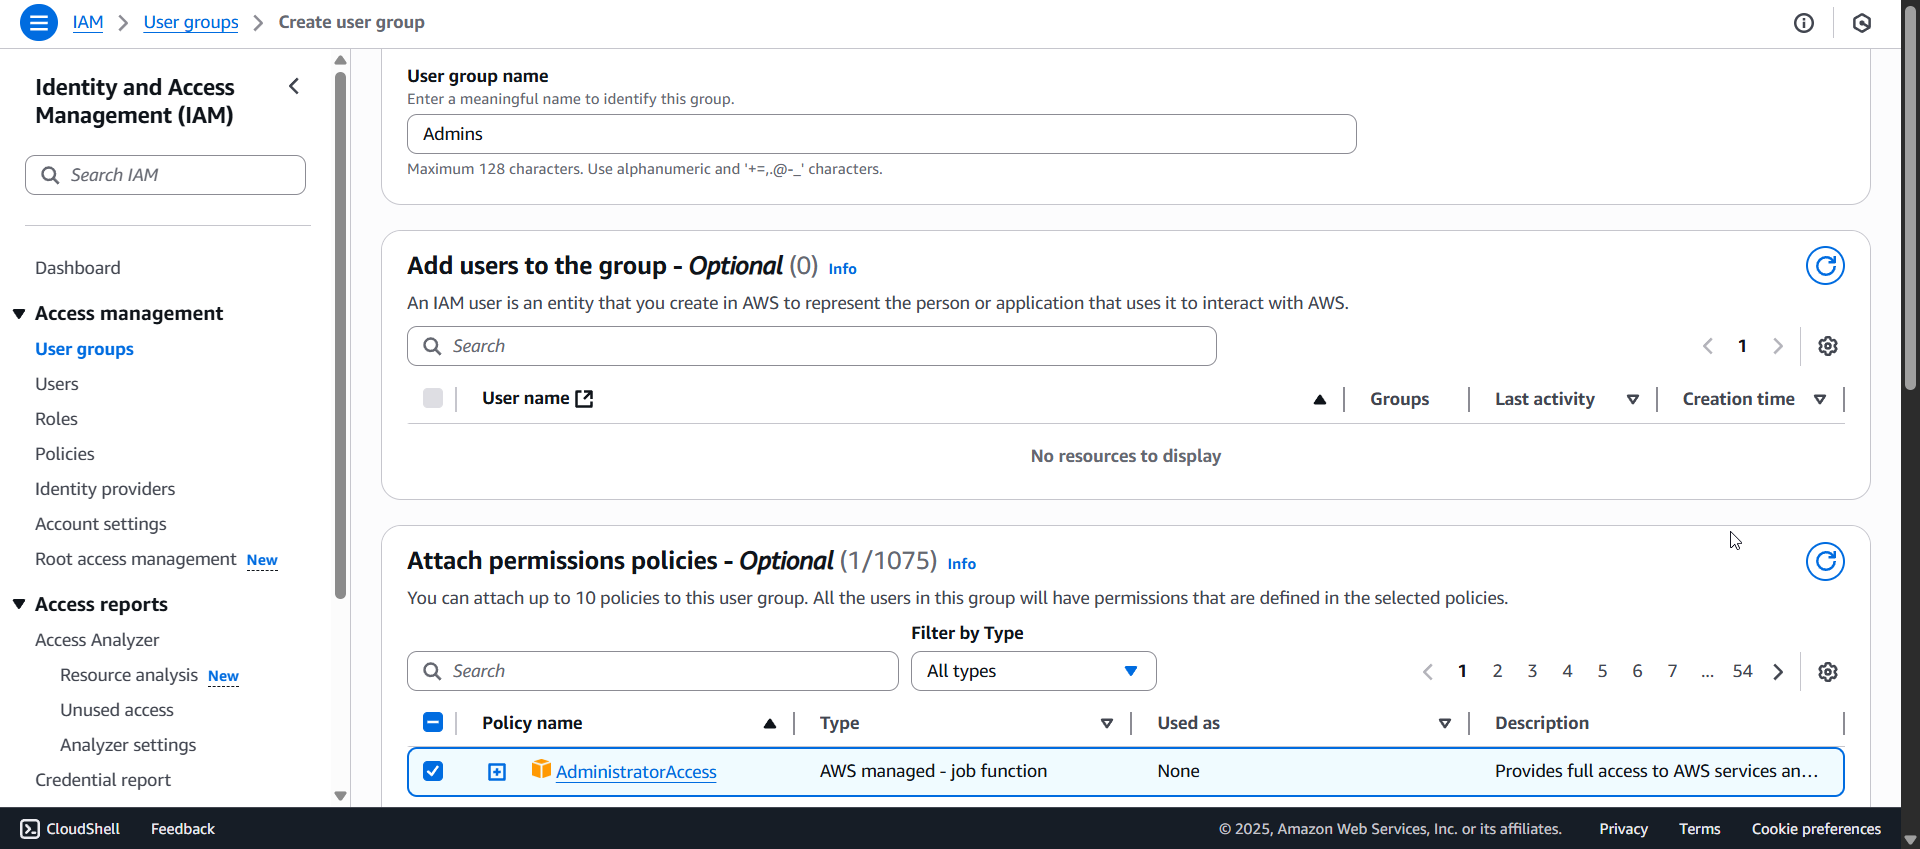 IAM > User groups > Create user group
Identity and Access
Management (IAM)
Search IAM
Dashboard
Access management
User groups
Users
Roles
Policies
Identity providers
Account settings
Root access management New
Access reports
Access Analyzer
Resource analysis New
Unused access
Analyzer settings
Credential report
User group name
Enter a meaningful name to identify this group.
Admins
Maximum 128 characters. Use alphanumeric and '+=,.@-_' characters.
Add users to the group - Optional (0) Info
An IAM user is an entity that you create in AWS to represent the person or application that uses it to interact with AWS.
Search
1
User name Groups Last activity Creation time
No resources to display
Attach permissions policies - Optional (1/1075) Info
You can attach up to 10 policies to this user group. All the users in this group will have permissions that are defined in the selected policies.
Filter by Type
Search All types 1 2 3 4 5 6 7 ... 54
Policy name Type Used as Description
AdministratorAccess AWS managed - job function None Provides full access to AWS services an...
CloudShell Feedback © 2025, Amazon Web Services, Inc. or its affiliates. Privacy Terms Cookie preferences